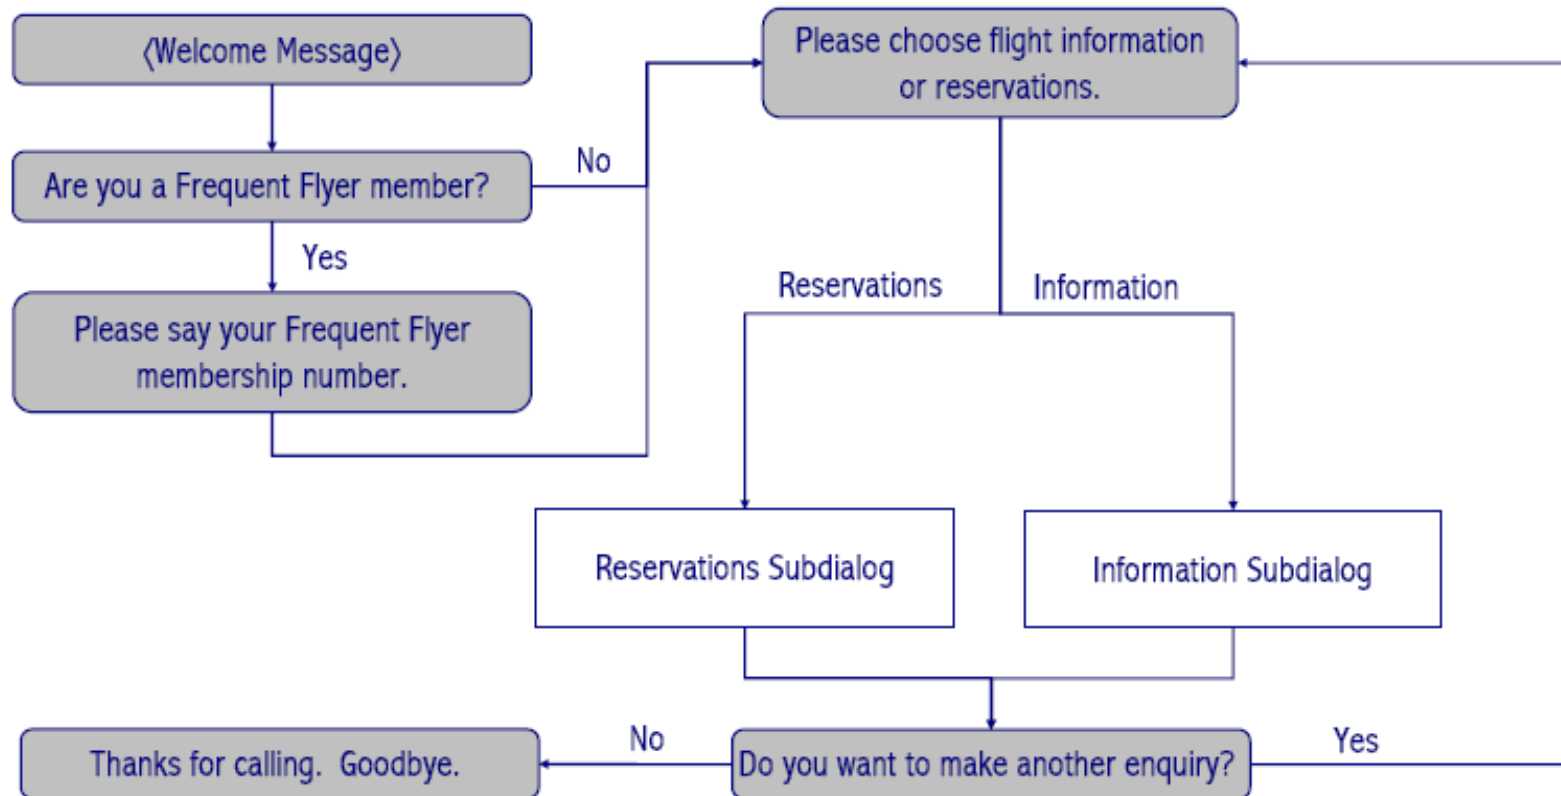 〈Welcome Message〉
Are you a Frequent Flyer member?
No
Yes
Please say your Frequent Flyer
membership number.
Please choose flight information
or reservations.
Reservations
Information
Reservations Subdialog
Information Subdialog
Do you want to make another enquiry?
No
Yes
Thanks for calling.  Goodbye.